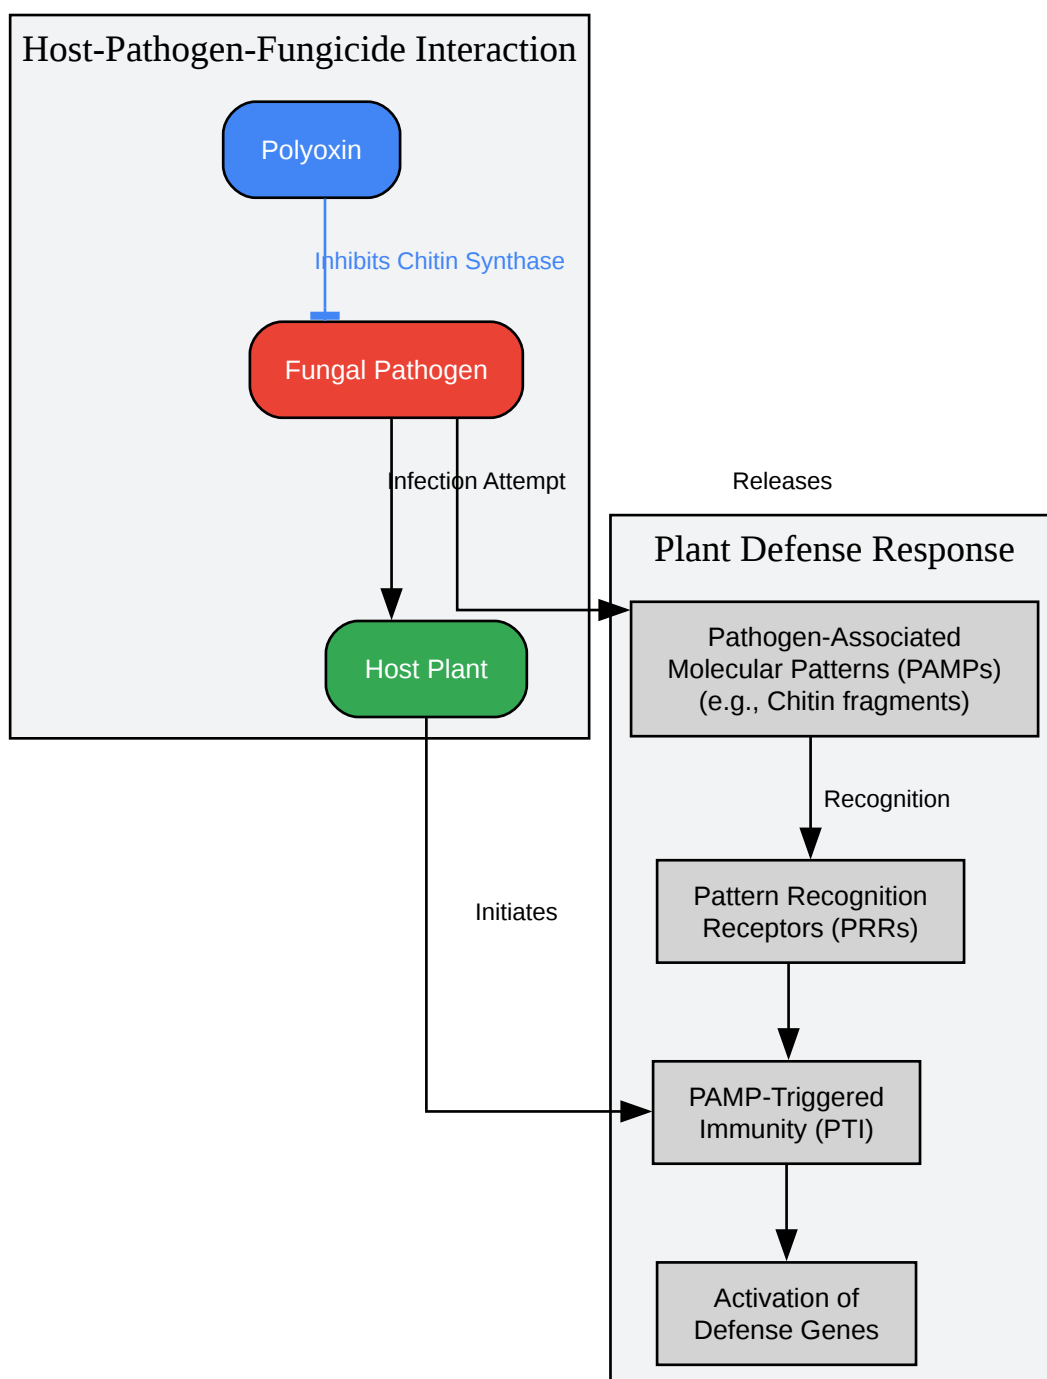 Host-Pathogen-Fungicide Interaction
Polyoxin
Inhibits Chitin Synthase
Fungal Pathogen
Infection Attempt
Releases
Plant Defense Response
Host Plant
Pathogen-Associated
Molecular Patterns (PAMPs)
(e.g., Chitin fragments)
Recognition
Pattern Recognition
Receptors (PRRs)
Initiates
PAMP-Triggered
Immunity (PTI)
Activation of
Defense Genes